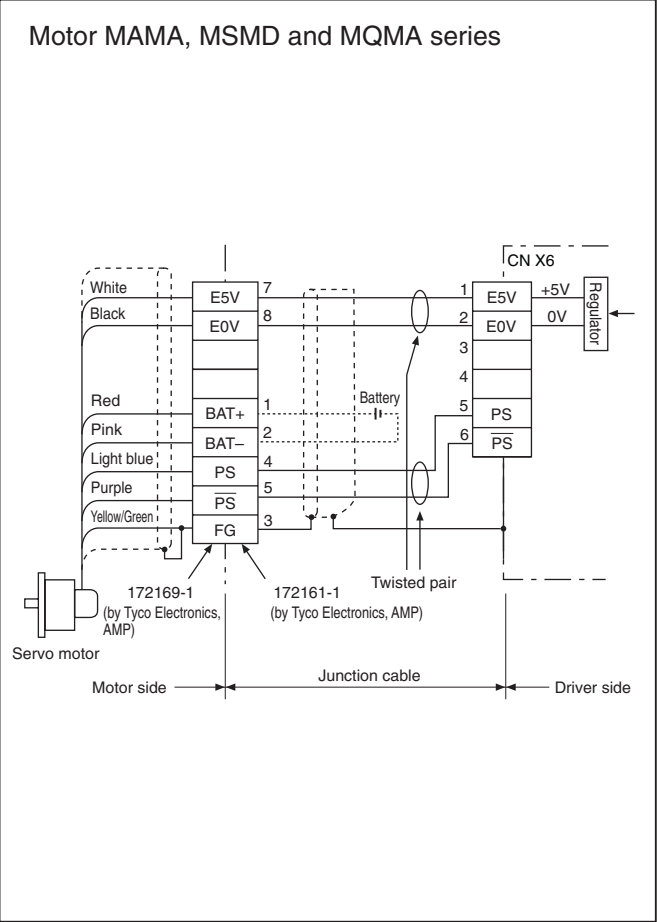 Motor MAMA, MSMD and MQMA series
CN X6
White
E5V
7
1
E5V
+5V
Regulator
Black
E0V
8
2
E0V
0V
3
4
Red
BAT+
1
Battery
5
PS
Pink
BAT–
2
6
P̅S̅
Light blue
PS
4
Purple
P̅S̅
5
Yellow/Green
FG
3
Twisted pair
172169-1
(by Tyco Electronics,
AMP)
172161-1
(by Tyco Electronics, AMP)
Servo motor
Motor side
Junction cable
Driver side